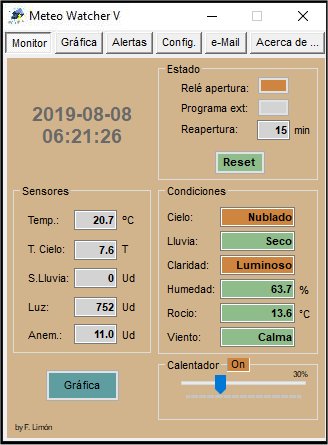 Meteo Watcher V
Monitor Gráfica Alertas Config. e-Mail Acerca de ...
2019-08-08
06:21:26
Estado
Relé apertura:
Programa ext:
Reapertura: 15 min
Reset
Sensores
Temp.: 20.7 ºC
T. Cielo: 7.6 T
S.Lluvia: 0 Ud
Luz: 752 Ud
Anem.: 11.0 Ud
Condiciones
Cielo: Nublado
Lluvia: Seco
Claridad: Luminoso
Humedad: 63.7 %
Rocio: 13.6 °C
Viento: Calma
Gráfica
Calentador On
30%
by F. Limón